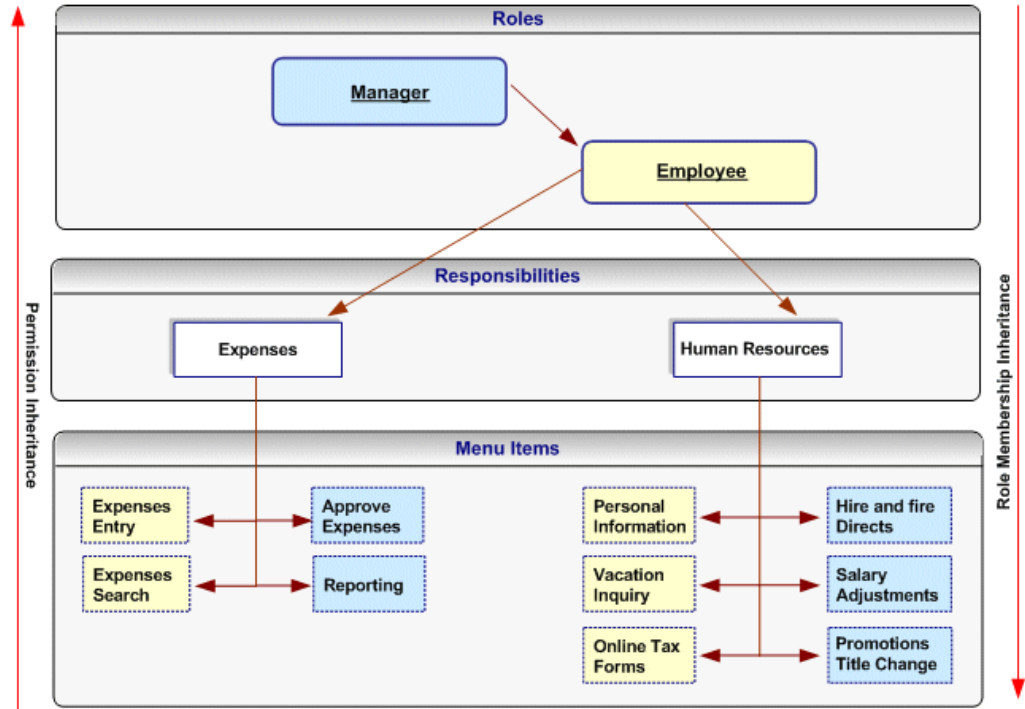 Roles
Manager
Employee
Permission Inheritance
Role Membership Inheritance
Responsibilities
Expenses
Human Resources
Menu Items
Expenses
Entry
Approve
Expenses
Expenses
Search
Reporting
Personal
Information
Hire and fire
Directs
Vacation
Inquiry
Salary
Adjustments
Online Tax
Forms
Promotions
Title Change